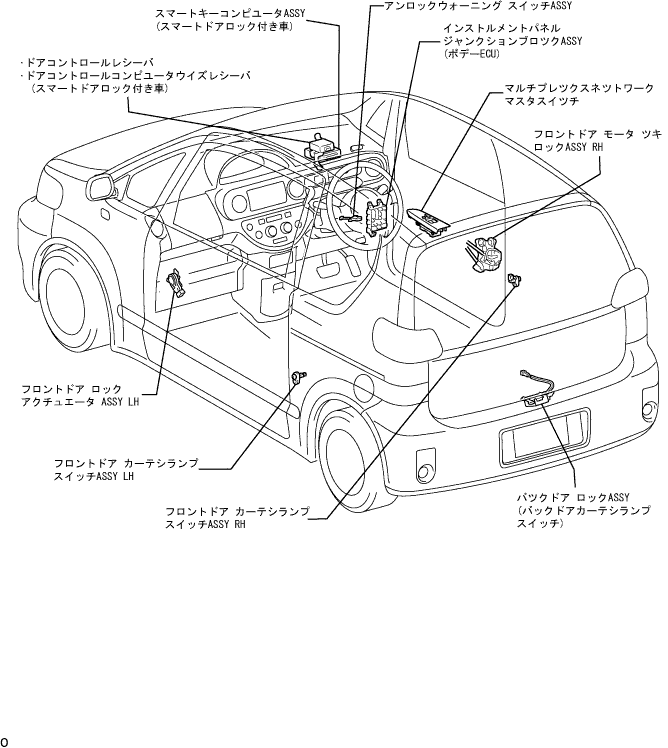 スマートキーコンピュータASSY
(スマートドアロック付き車)
アンロックウォーニング スイッチASSY
インストルメントパネル
ジャンクションブロツクASSY
(ボデーECU)
・ドアコントロールレシーバ
・ドアコントロールコンピュータウイズレシーバ
(スマートドアロック付き車)
マルチプレツクスネツトワーク
マスタスイツチ
フロントドア モータ ツキ
ロックASSY RH
フロントドア ロック
アクチュエータ ASSY LH
フロントドア カーテシランプ
スイッチASSY LH
フロントドア カーテシランプ
スイッチASSY RH
バツクドア ロックASSY
(バックドアカーテシランプ
スイッチ)
O